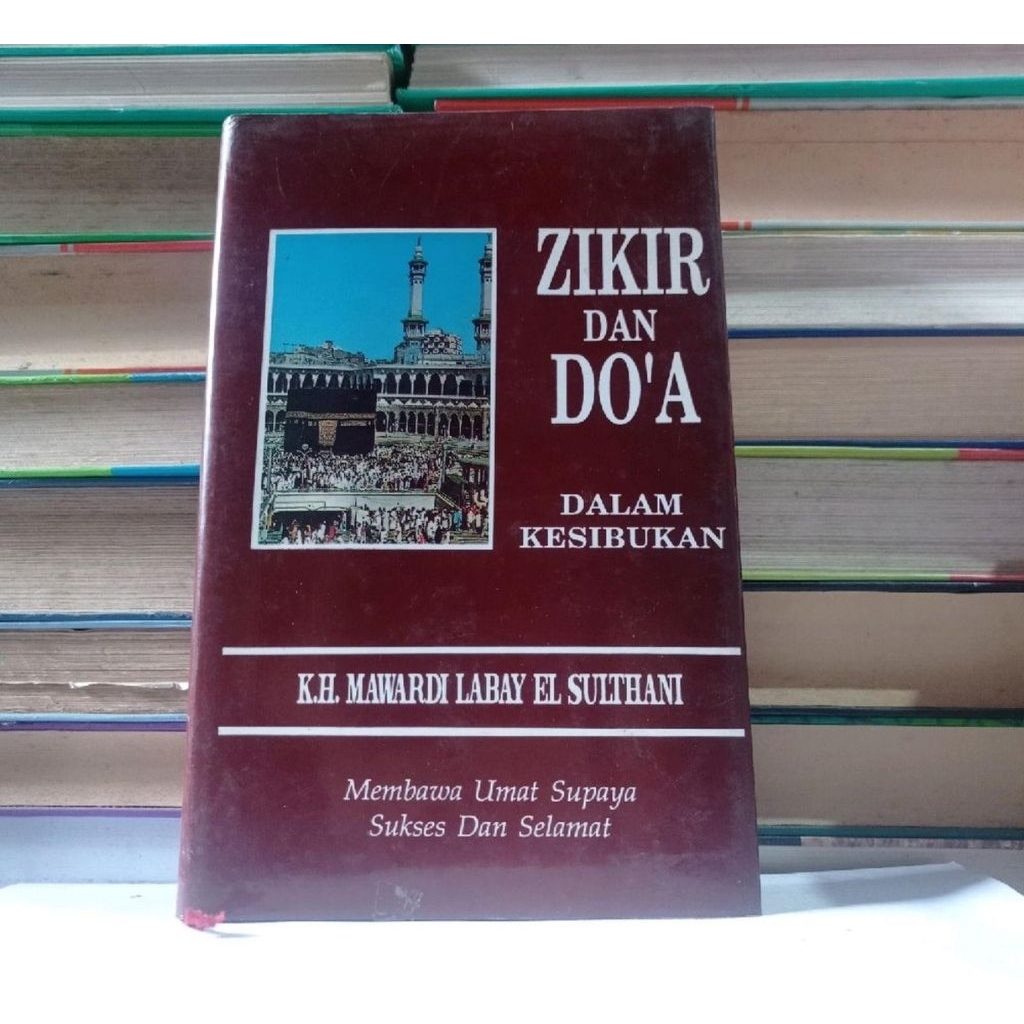 ZIKIR
DAN
DO'A
DALAM
KESIBUKAN
K.H. MAWARDI LABAY EL SULTHANI
Membawa Umat Supaya
Sukses Dan Selamat